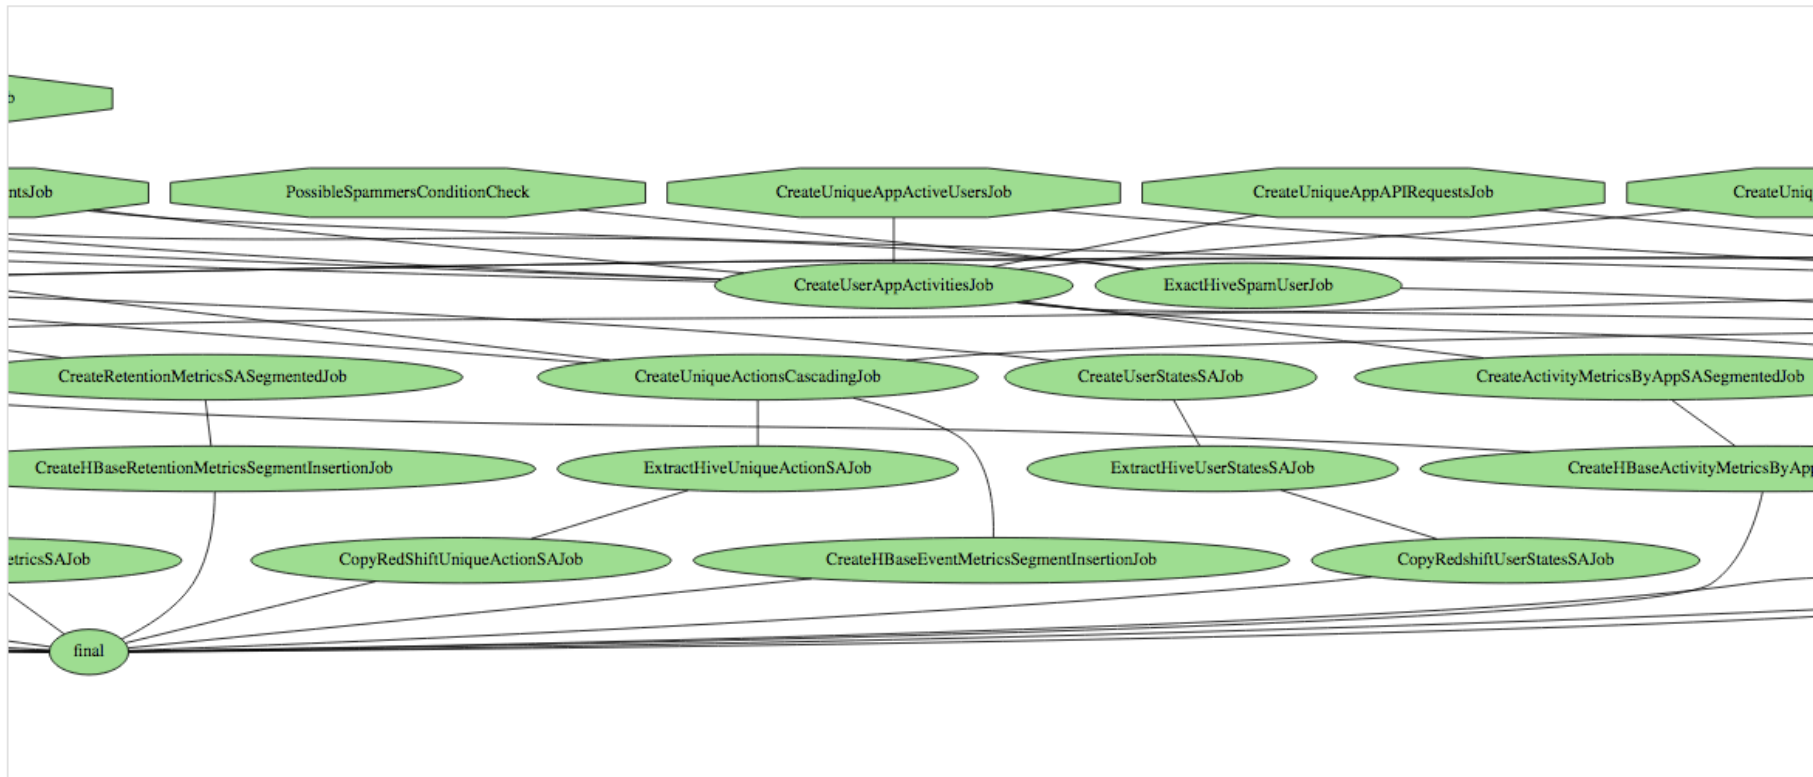 b
ntsJob
PossibleSpammersConditionCheck
CreateUniqueAppActiveUsersJob
CreateUniqueAppAPIRequestsJob
CreateUniq
CreateUserAppActivitiesJob
ExactHiveSpamUserJob
CreateRetentionMetricsSASegmentedJob
CreateUniqueActionsCascadingJob
CreateUserStatesSAJob
CreateActivityMetricsByAppSASegmentedJob
CreateHBaseRetentionMetricsSegmentInsertionJob
ExtractHiveUniqueActionSAJob
ExtractHiveUserStatesSAJob
CreateHBaseActivityMetricsByApp
etricsSAJob
CopyRedShiftUniqueActionSAJob
CreateHBaseEventMetricsSegmentInsertionJob
CopyRedshiftUserStatesSAJob
final